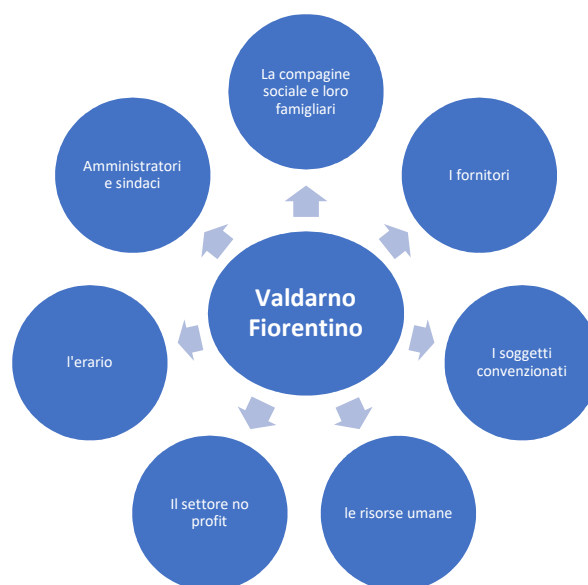 La compagine
sociale e loro
famigliari
I fornitori
I soggetti
convenzionati
le risorse umane
Il settore no
profit
l'erario
Amministratori
e sindaci
Valdarno
Fiorentino